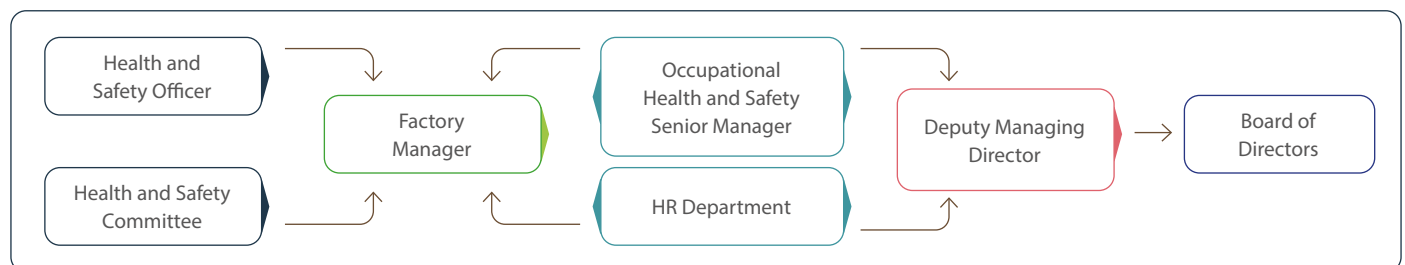 Health and
Safety Officer
Health and Safety
Committee
Factory
Manager
Occupational
Health and Safety
Senior Manager
HR Department
Deputy Managing
Director
Board of
Directors